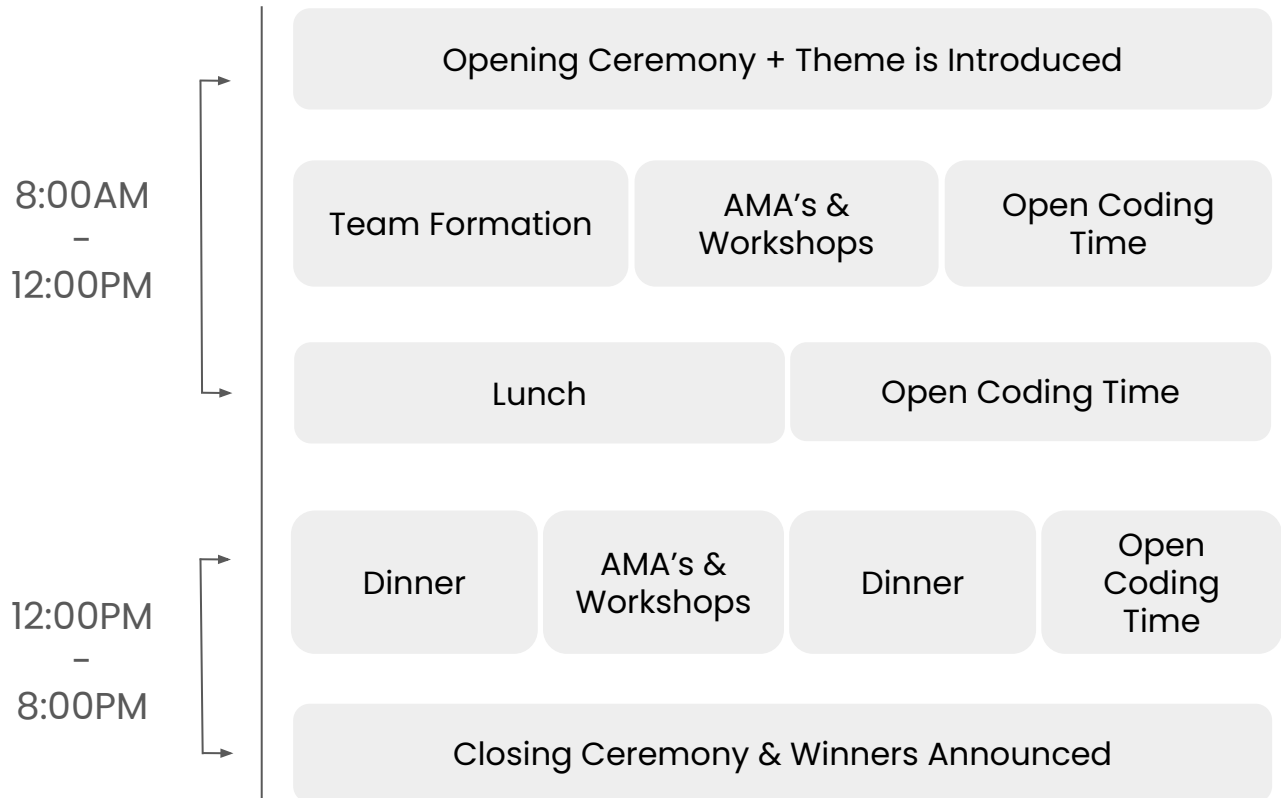 Opening Ceremony + Theme is Introduced
8:00AM
–
12:00PM
Team Formation
AMA’s &
Workshops
Open Coding
Time
Lunch
Open Coding Time
12:00PM
–
8:00PM
Dinner
AMA’s &
Workshops
Dinner
Open
Coding
Time
Closing Ceremony & Winners Announced